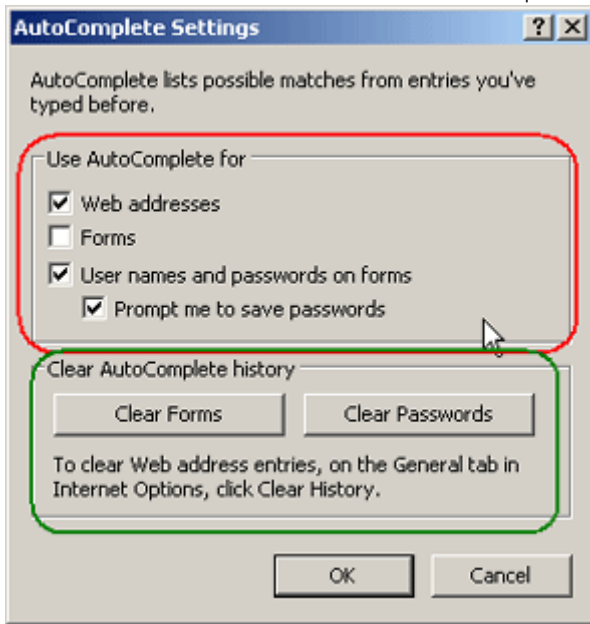 AutoComplete Settings
AutoComplete lists possible matches from entries you've
typed before.
Use AutoComplete for
Web addresses
Forms
User names and passwords on forms
Prompt me to save passwords
Clear AutoComplete history
Clear Forms
Clear Passwords
To clear Web address entries, on the General tab in
Internet Options, click Clear History.
OK
Cancel